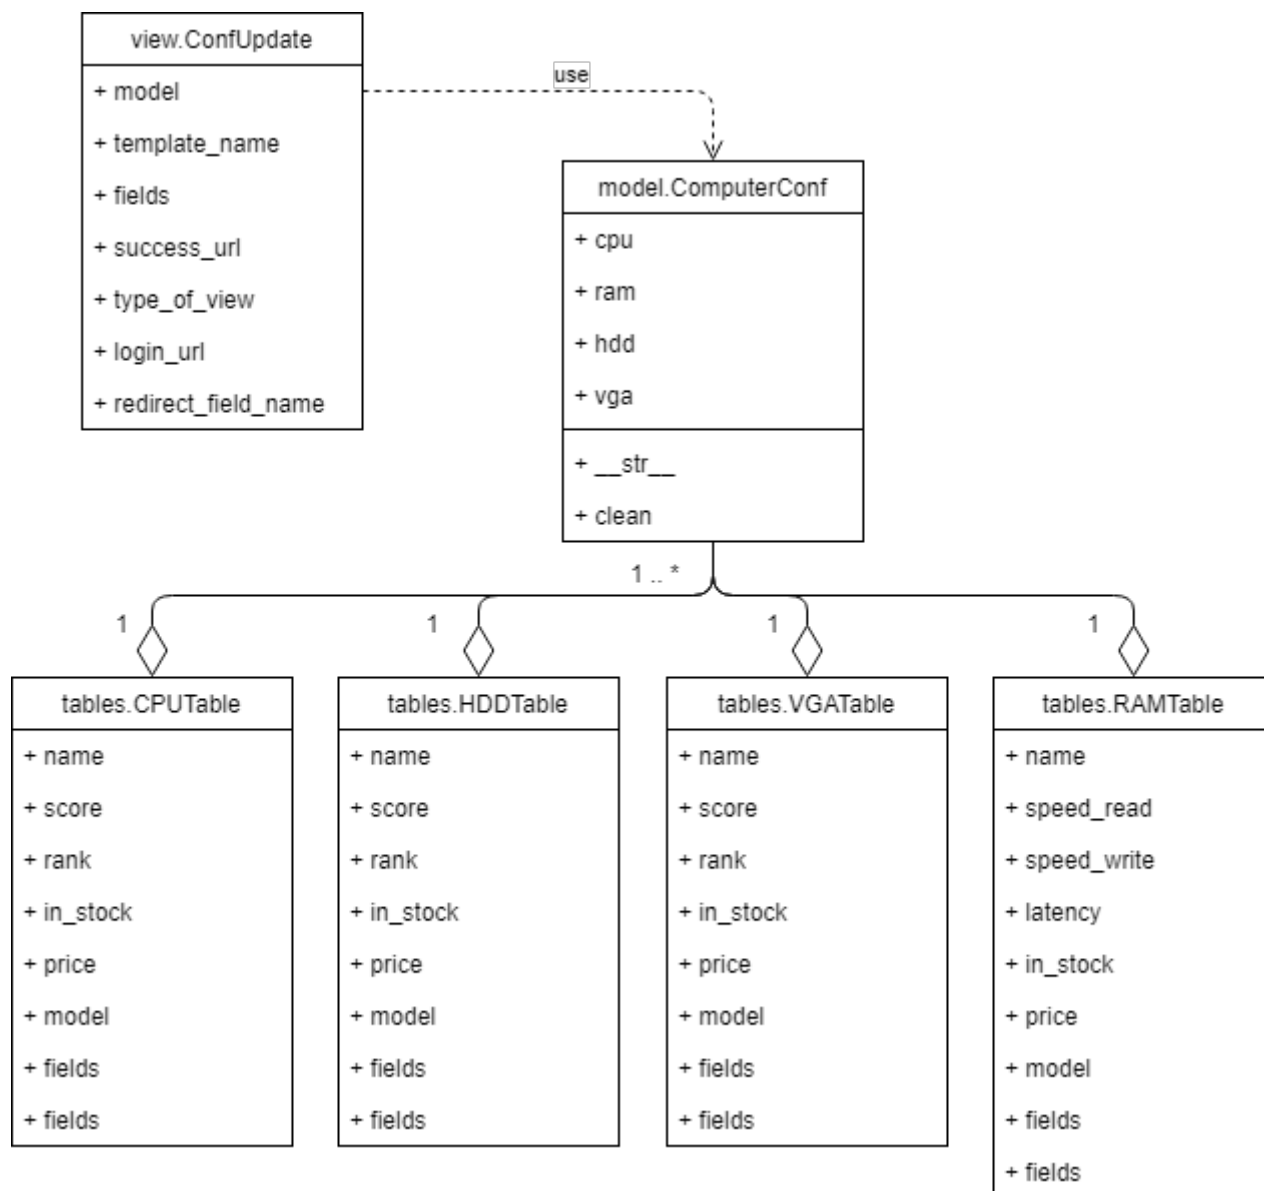 view.ConfUpdate
+ model
+ template_name
+ fields
+ success_url
+ type_of_view
+ login_url
+ redirect_field_name
use
model.ComputerConf
+ cpu
+ ram
+ hdd
+ vga
+ __str__
+ clean
1 .. *
1
1
1
1
tables.CPUTable
+ name
+ score
+ rank
+ in_stock
+ price
+ model
+ fields
+ fields
tables.HDDTable
+ name
+ score
+ rank
+ in_stock
+ price
+ model
+ fields
+ fields
tables.VGATable
+ name
+ score
+ rank
+ in_stock
+ price
+ model
+ fields
+ fields
tables.RAMTable
+ name
+ speed_read
+ speed_write
+ latency
+ in_stock
+ price
+ model
+ fields
+ fields